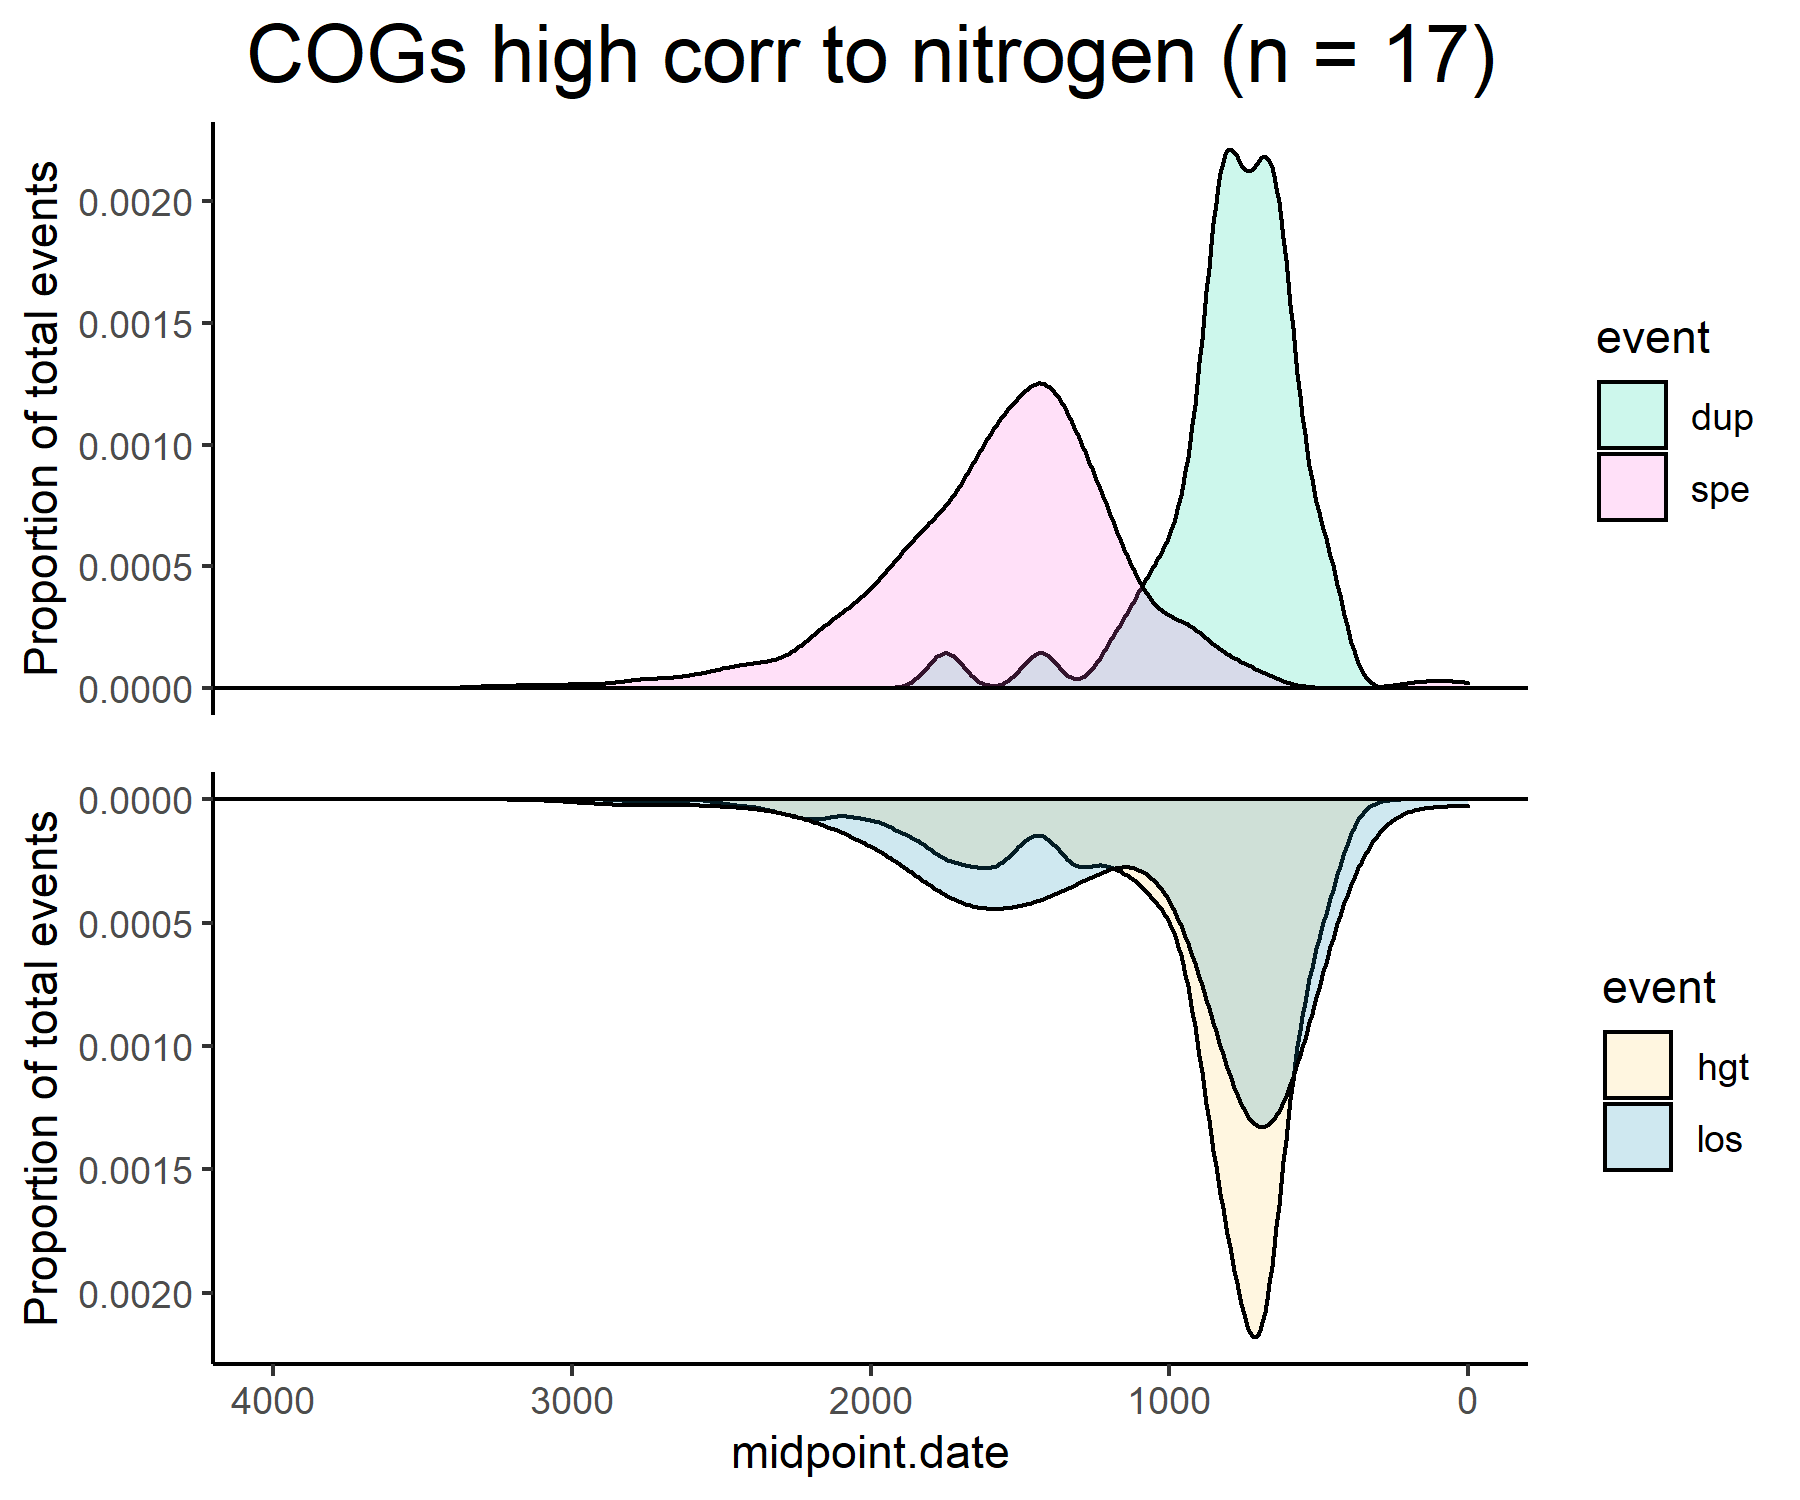 COGs high corr to nitrogen (n = 17)
Proportion of total events
0.0020
0.0015
0.0010
0.0005
0.0000
event
dup
spe
Proportion of total events
0.0000
0.0005
0.0010
0.0015
0.0020
event
hgt
los
4000 3000 2000 1000 0
midpoint.date